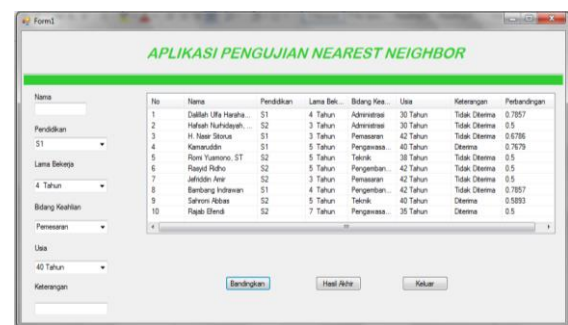 Form1
APLIKASI PENGUJIAN NEAREST NEIGHBOR
Nama
Pendidikan
S1
Lama Bekerja
4 Tahun
Bidang Keahlian
Pemesaran
Usia
40 Tahun
Keterangan
No Nama Pendidikan Lama Bek... Bidang Kea... Usia Keterangan Perbandingan
1 Dalilah Ulfa Haraha... S1 4 Tahun Administrasi 30 Tahun Tidak Diterima 0.7857
2 Hafsah Nurhidayah, ... S2 3 Tahun Administrasi 30 Tahun Tidak Diterima 0.5
3 H. Nasir Storus S1 3 Tahun Pemasaran 42 Tahun Tidak Diterima 0.6786
4 Kamaruddin S1 5 Tahun Pengawasa... 40 Tahun Diterima 0.7679
5 Romi Yuamono, ST S2 5 Tahun Teknik 38 Tahun Tidak Diterima 0.5
6 Rasyid Ridho S2 5 Tahun Pengemban... 42 Tahun Tidak Diterima 0.5
7 Jefriddin Amir S2 3 Tahun Pemasaran 42 Tahun Tidak Diterima 0.5
8 Bambang Indrawan S1 4 Tahun Pengemban... 42 Tahun Tidak Diterima 0.7857
9 Sahroni Abbas S2 5 Tahun Teknik 40 Tahun Diterima 0.5893
10 Rajab Efendi S2 7 Tahun Pengawasa... 35 Tahun Diterima 0.5
Bandingkan Hasil Akhir Keluar